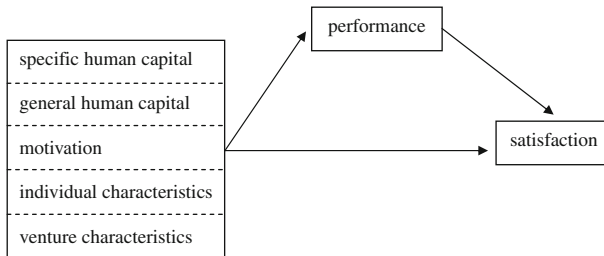 performance
specific human capital
general human capital
motivation
satisfaction
individual characteristics
venture characteristics